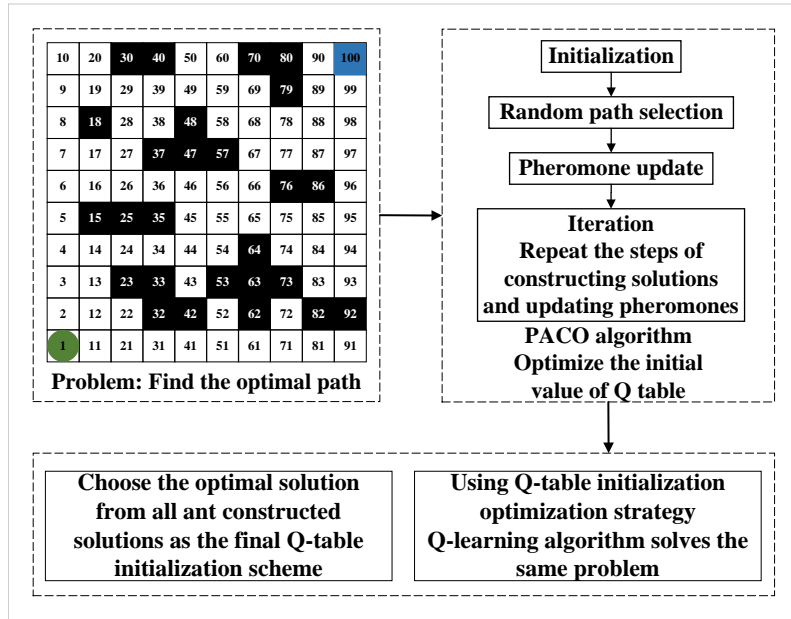 10 20 30 40 50 60 70 80 90 100
9 19 29 39 49 59 69 79 89 99
8 18 28 38 48 58 68 78 88 98
7 17 27 37 47 57 67 77 87 97
6 16 26 36 46 56 66 76 86 96
5 15 25 35 45 55 65 75 85 95
4 14 24 34 44 54 64 74 84 94
3 13 23 33 43 53 63 73 83 93
2 12 22 32 42 52 62 72 82 92
1 11 21 31 41 51 61 71 81 91
Problem: Find the optimal path
Initialization
Random path selection
Pheromone update
Iteration
Repeat the steps of
constructing solutions
and updating pheromones
PACO algorithm
Optimize the initial
value of Q table
Choose the optimal solution
from all ant constructed
solutions as the final Q-table
initialization scheme
Using Q-table initialization
optimization strategy
Q-learning algorithm solves the
same problem